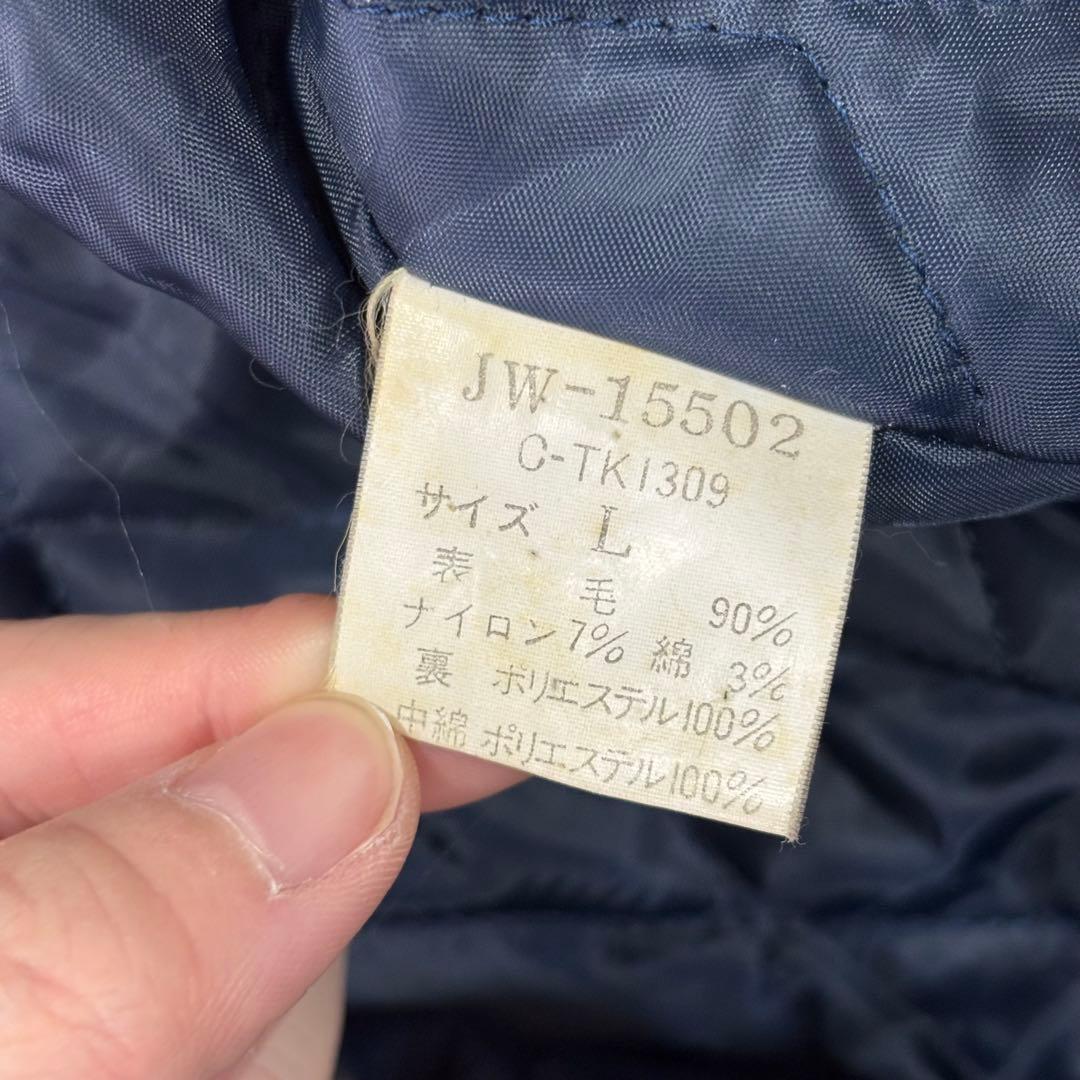 JW-15502
C-TK1309
サイズ L
表 毛 90%
ナイロン7% 綿 3%
裏 ポリエステル100%
中綿 ポリエステル100%